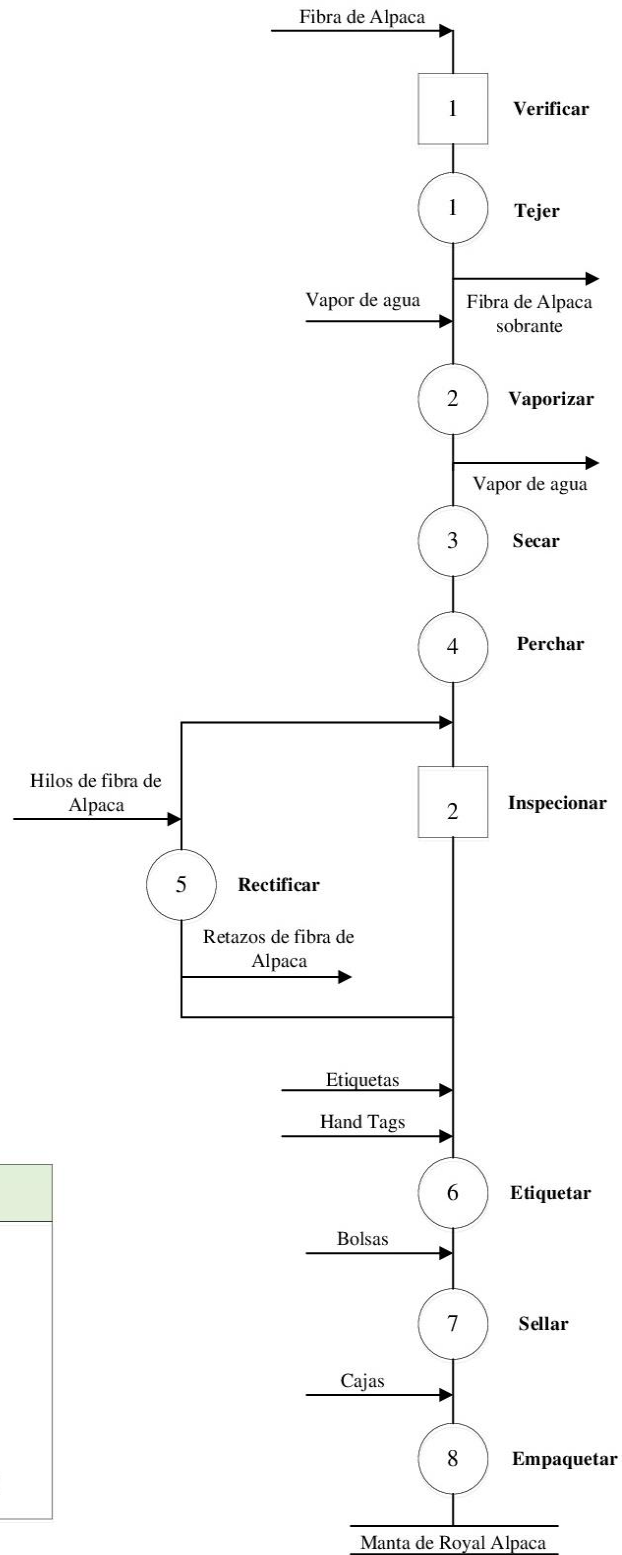 Fibra de Alpaca
1
Verificar
1
Tejer
Vapor de agua
Fibra de Alpaca
sobrante
2
Vaporizar
Vapor de agua
3
Secar
4
Perchar
Hilos de fibra de
Alpaca
2
Inspecionar
5
Rectificar
Retazos de fibra de
Alpaca
Etiquetas
Hand Tags
6
Etiquetar
Bolsas
7
Sellar
Cajas
8
Empaquetar
Manta de Royal Alpaca